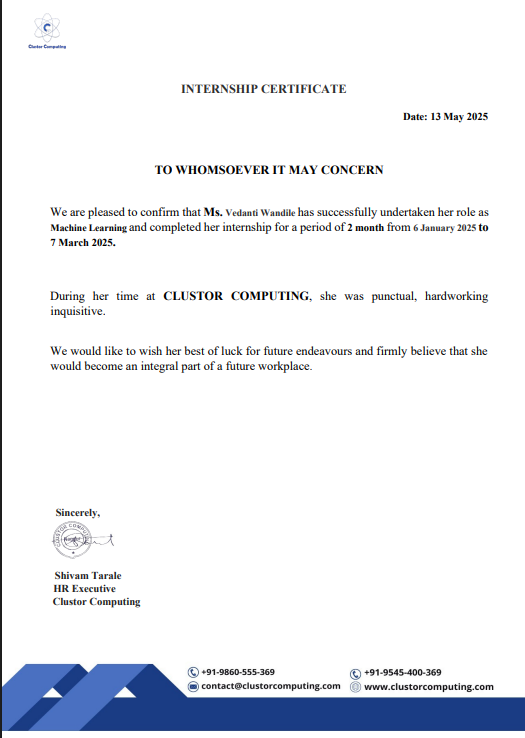 Clustor Computing
INTERNSHIP CERTIFICATE
Date: 13 May 2025
TO WHOMSOEVER IT MAY CONCERN
We are pleased to confirm that Ms. Vedanti Wandile has successfully undertaken her role as
Machine Learning and completed her internship for a period of 2 month from 6 January 2025 to
7 March 2025.
During her time at CLUSTOR COMPUTING, she was punctual, hardworking
inquisitive.
We would like to wish her best of luck for future endeavours and firmly believe that she
would become an integral part of a future workplace.
Sincerely,
Shivam Tarale
HR Executive
Clustor Computing
+91-9860-555-369
+91-9545-400-369
contact@clustorcomputing.com
www.clustorcomputing.com